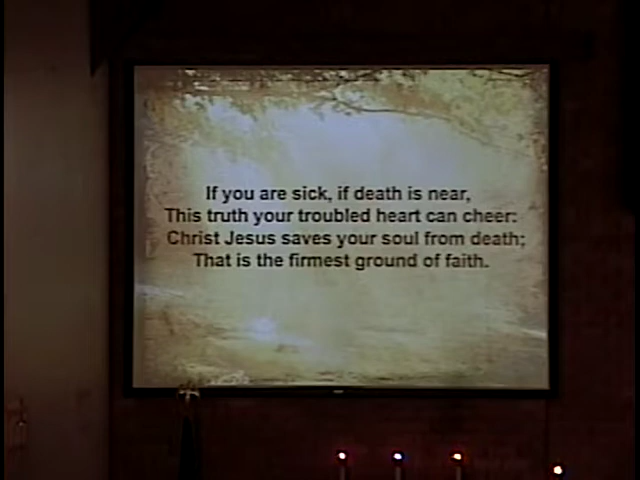 If you are sick, if death is near,
This truth your troubled heart can cheer:
Christ Jesus saves your soul from death;
That is the firmest ground of faith.